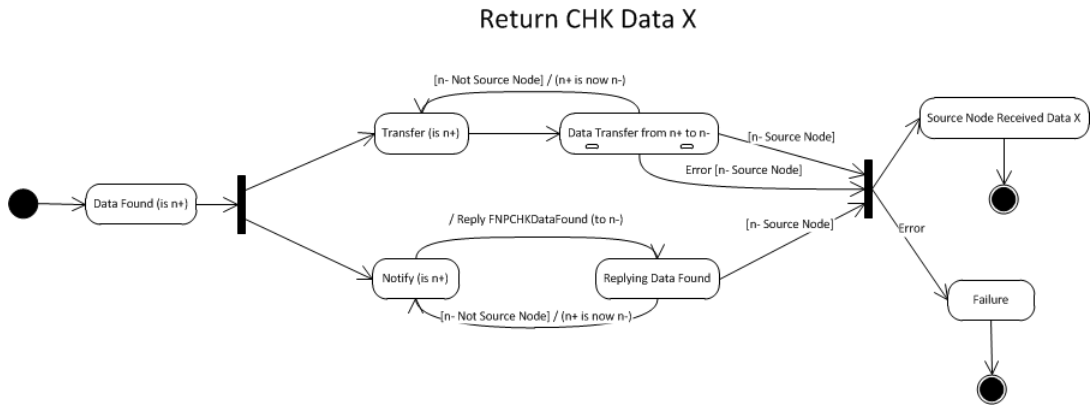 Return CHK Data X
[n- Not Source Node] / (n+ is now n-)
Transfer (is n+)
Data Transfer from n+ to n-
[n- Source Node]
Error [n- Source Node]
Source Node Received Data X
Data Found (is n+)
/ Reply FNPCHKDataFound (to n-)
[n- Source Node]
Error
Notify (is n+)
Replying Data Found
[n- Not Source Node] / (n+ is now n-)
Failure